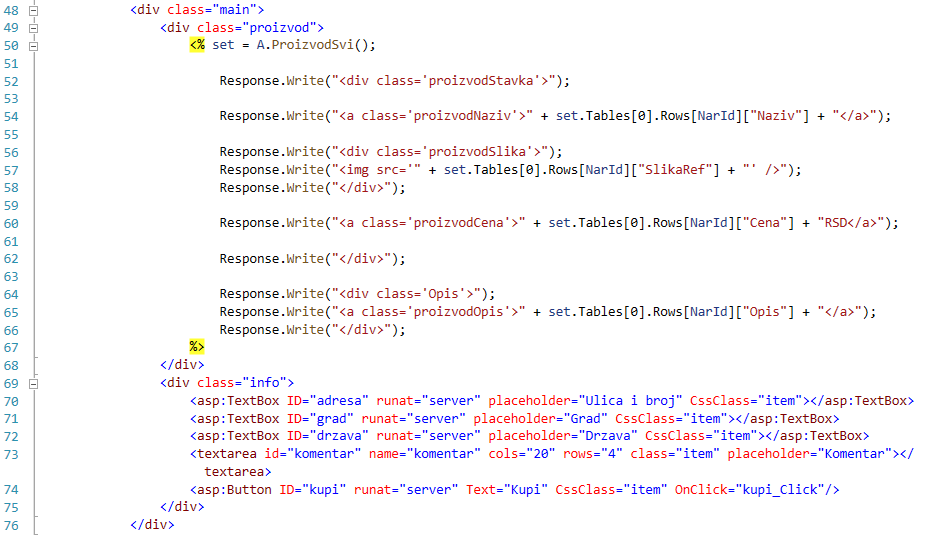 48 <div class="main">
49 <div class="proizvod">
50 <% set = A.ProizvodSvi();
51
52 Response.Write("<div class='proizvodStavka'>");
53
54 Response.Write("<a class='proizvodNaziv'>" + set.Tables[0].Rows[NarId]["Naziv"] + "</a>");
55
56 Response.Write("<div class='proizvodSlika'>");
57 Response.Write("<img src='" + set.Tables[0].Rows[NarId]["SlikaRef"] + "' />");
58 Response.Write("</div>");
59
60 Response.Write("<a class='proizvodCena'>" + set.Tables[0].Rows[NarId]["Cena"] + "RSD</a>");
61
62 Response.Write("</div>");
63
64 Response.Write("<div class='Opis'>");
65 Response.Write("<a class='proizvodOpis'>" + set.Tables[0].Rows[NarId]["Opis"] + "</a>");
66 Response.Write("</div>");
67 %>
68 </div>
69 <div class="info">
70 <asp:TextBox ID="adresa" runat="server" placeholder="Ulica i broj" CssClass="item"></asp:TextBox>
71 <asp:TextBox ID="grad" runat="server" placeholder="Grad" CssClass="item"></asp:TextBox>
72 <asp:TextBox ID="drzava" runat="server" placeholder="Drzava" CssClass="item"></asp:TextBox>
73 <textarea id="komentar" name="komentar" cols="20" rows="4" class="item" placeholder="Komentar"></
textarea>
74 <asp:Button ID="kupi" runat="server" Text="Kupi" CssClass="item" OnClick="kupi_Click"/>
75 </div>
76 </div>